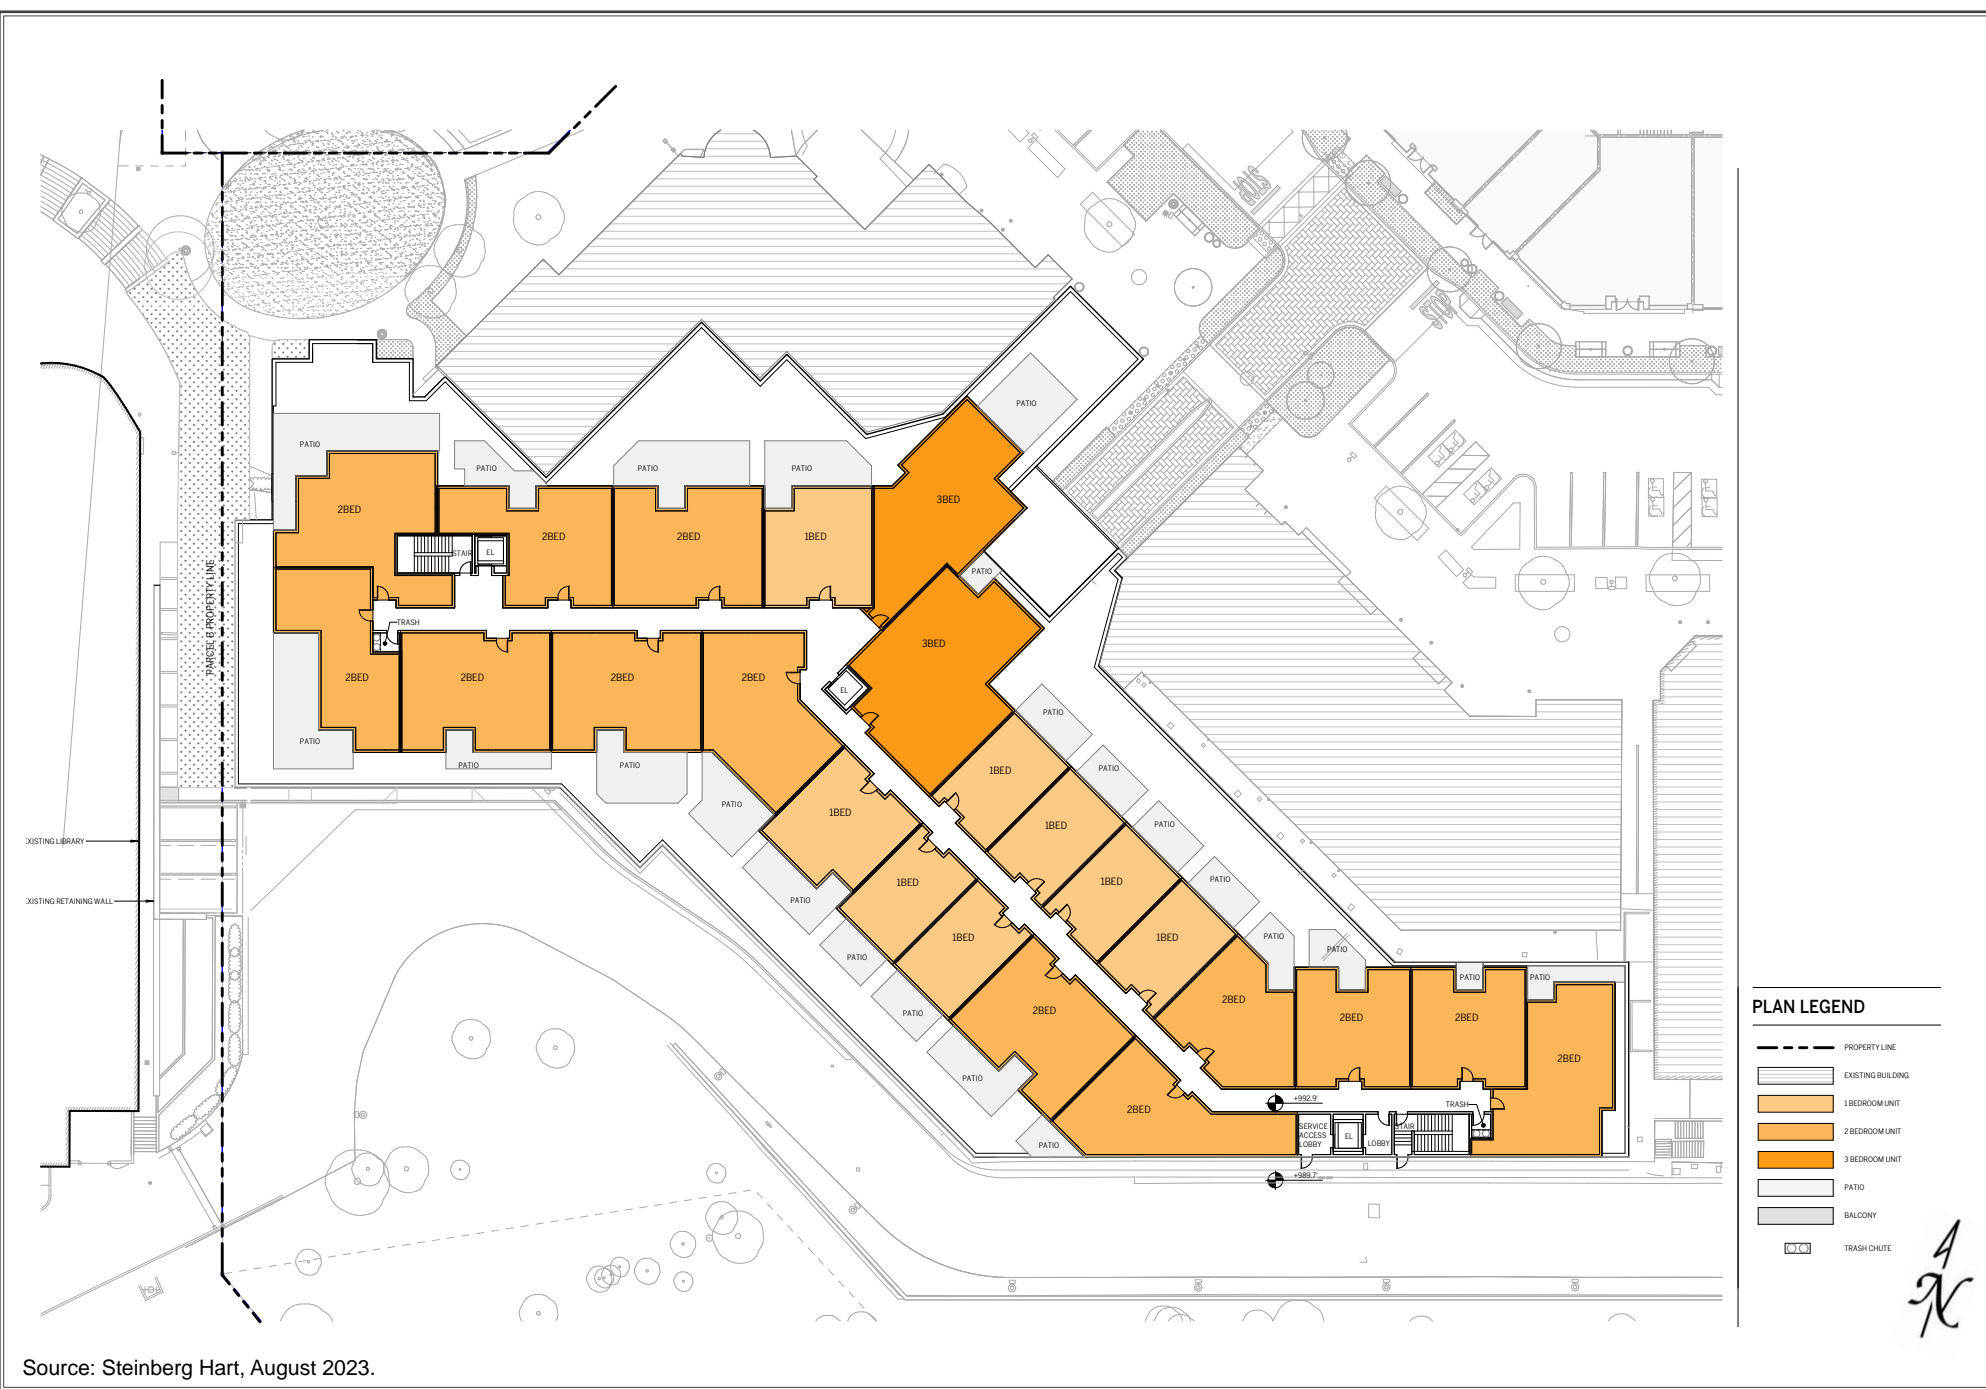 STOP
STOP
PATIO
PATIO
PATIO
PATIO
PATIO
3BED
2BED
2BED
2BED
1BED
STAIR
EL
PATIO
PARCEL B PROPERTY LINE
TRASH
3BED
2BED
2BED
2BED
2BED
EL
PATIO
PATIO
PATIO
PATIO
PATIO
PATIO
1BED
1BED
1BED
1BED
1BED
1BED
1BED
PATIO
PATIO
PATIO
PATIO
PATIO
PATIO
PATIO
PATIO
PATIO
PATIO
PATIO
PATIO
EXISTING LIBRARY
EXISTING RETAINING WALL
2BED
2BED
2BED
2BED
2BED
2BED
+992.9'
TRASH
SERVICE
ACCESS
LOBBY
EL
LOBBY
STAIR
+989.7'
PLAN LEGEND
PROPERTY LINE
EXISTING BUILDING
1 BEDROOM UNIT
2 BEDROOM UNIT
3 BEDROOM UNIT
PATIO
BALCONY
TRASH CHUTE
N
Source: Steinberg Hart, August 2023.